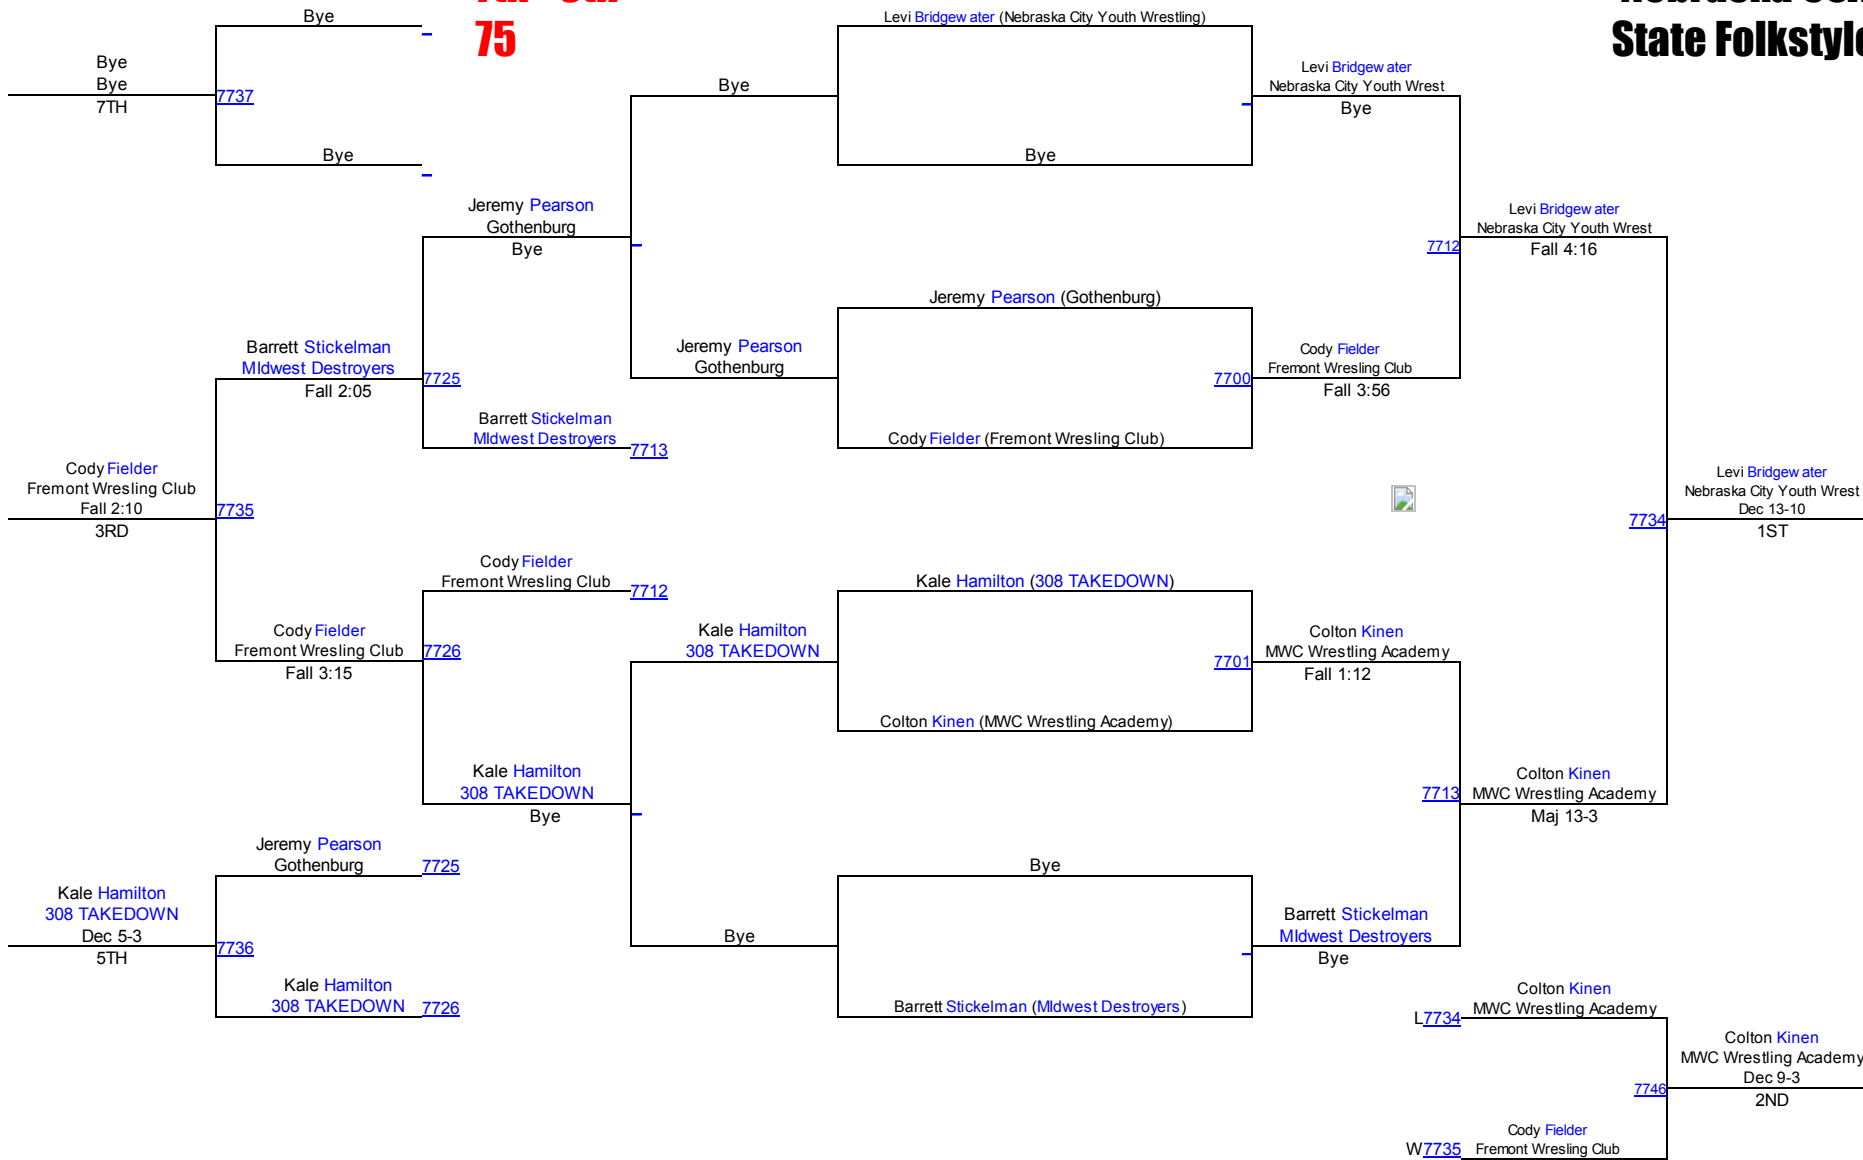 75
State Folkstyle
Bye
Bye
Bye
7TH
7737
Bye
Levi Bridgewater (Nebraska City Youth Wrestling)
Bye
Bye
Levi Bridgewater
Nebraska City Youth Wrest
Bye
Jeremy Pearson
Gothenburg
Bye
Levi Bridgewater
Nebraska City Youth Wrest
7712
Fall 4:16
Jeremy Pearson (Gothenburg)
Barrett Stickelman
MIdwest Destroyers
7725
Fall 2:05
Jeremy Pearson
Gothenburg
7700
Cody Fielder
Fremont Wresling Club
Fall 3:56
Barrett Stickelman
MIdwest Destroyers
7713
Cody Fielder (Fremont Wresling Club)
Cody Fielder
Fremont Wresling Club
Fall 2:10
7735
3RD
Levi Bridgewater
Nebraska City Youth Wrest
Dec 13-10
7734
1ST
Cody Fielder
Fremont Wresling Club
7712
Kale Hamilton (308 TAKEDOWN)
Cody Fielder
Fremont Wresling Club
7726
Fall 3:15
Kale Hamilton
308 TAKEDOWN
7701
Colton Kinen
MWC Wrestling Academy
Fall 1:12
Colton Kinen (MWC Wrestling Academy)
Kale Hamilton
308 TAKEDOWN
Bye
7713
Colton Kinen
MWC Wrestling Academy
Maj 13-3
Jeremy Pearson
Gothenburg
7725
Bye
Kale Hamilton
308 TAKEDOWN
Dec 5-3
7736
5TH
Bye
Barrett Stickelman
MIdwest Destroyers
Bye
Kale Hamilton
308 TAKEDOWN
7726
Barrett Stickelman (MIdwest Destroyers)
Colton Kinen
MWC Wrestling Academy
L7734
Colton Kinen
MWC Wrestling Academy
Dec 9-3
7746
2ND
Cody Fielder
W7735 Fremont Wresling Club